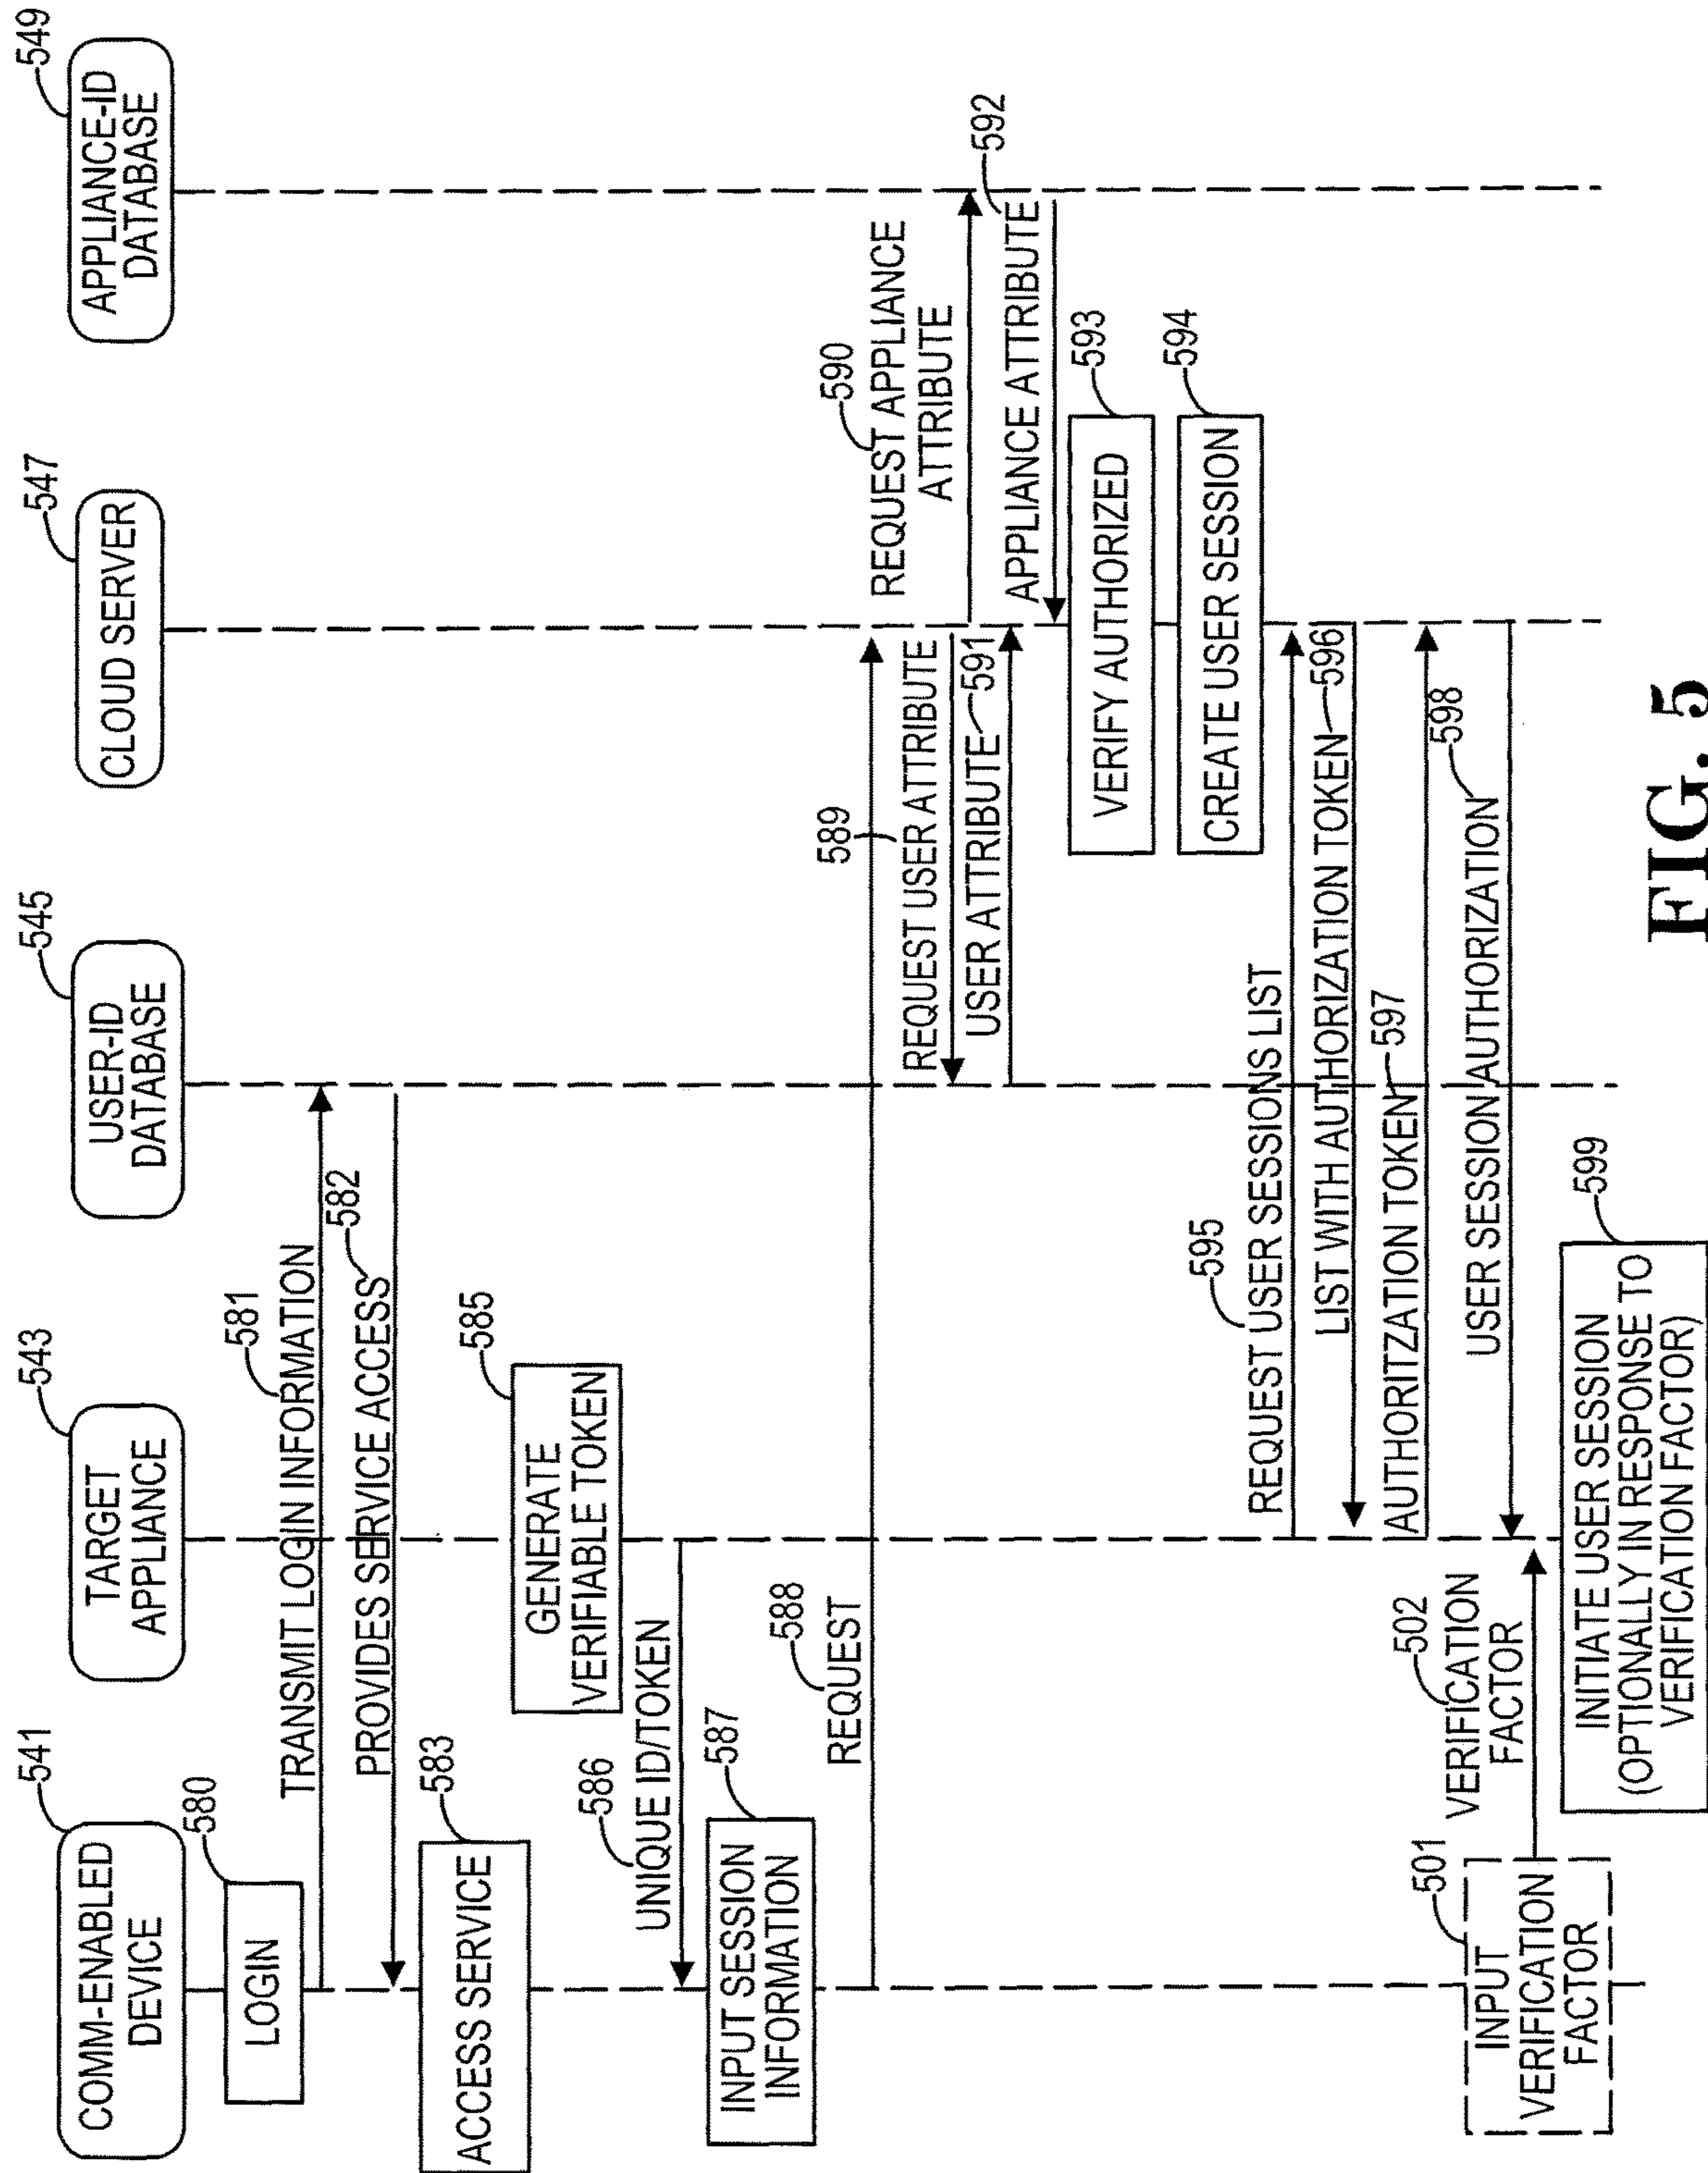 COMM-ENABLED
DEVICE
541
TARGET
APPLIANCE
543
USER-ID
DATABASE
545
CLOUD SERVER
547
APPLIANCE-ID
DATABASE
549
LOGIN
580
TRANSMIT LOGIN INFORMATION
581
PROVIDES SERVICE ACCESS
582
ACCESS SERVICE
583
GENERATE
VERIFIABLE TOKEN
585
UNIQUE ID/TOKEN
586
INPUT SESSION
INFORMATION
587
REQUEST
588
REQUEST USER ATTRIBUTE
589
REQUEST APPLIANCE
ATTRIBUTE
590
USER ATTRIBUTE
591
APPLIANCE ATTRIBUTE
592
VERIFY AUTHORIZED
593
CREATE USER SESSION
594
REQUEST USER SESSIONS LIST
595
LIST WITH AUTHORIZATION TOKEN
596
AUTHORITZATION TOKEN
597
USER SESSION AUTHORIZATION
598
INPUT
VERIFICATION
FACTOR
501
VERIFICATION
FACTOR
502
INITIATE USER SESSION
(OPTIONALLY IN RESPONSE TO
VERIFICATION FACTOR)
599
FIG. 5